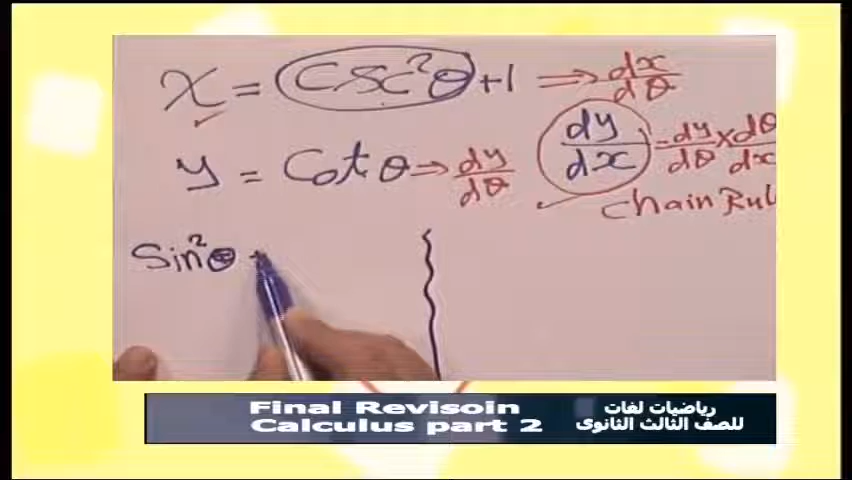 x = csc²θ + 1 ⇒ dx/dθ
y = Cot θ → dy/dθ
dy/dx = dy/dθ × dθ/dx
chain Rul
Sin²θ +
Final Revisoin
Calculus part 2
رياضيات لغات
للصف الثالث الثانوى